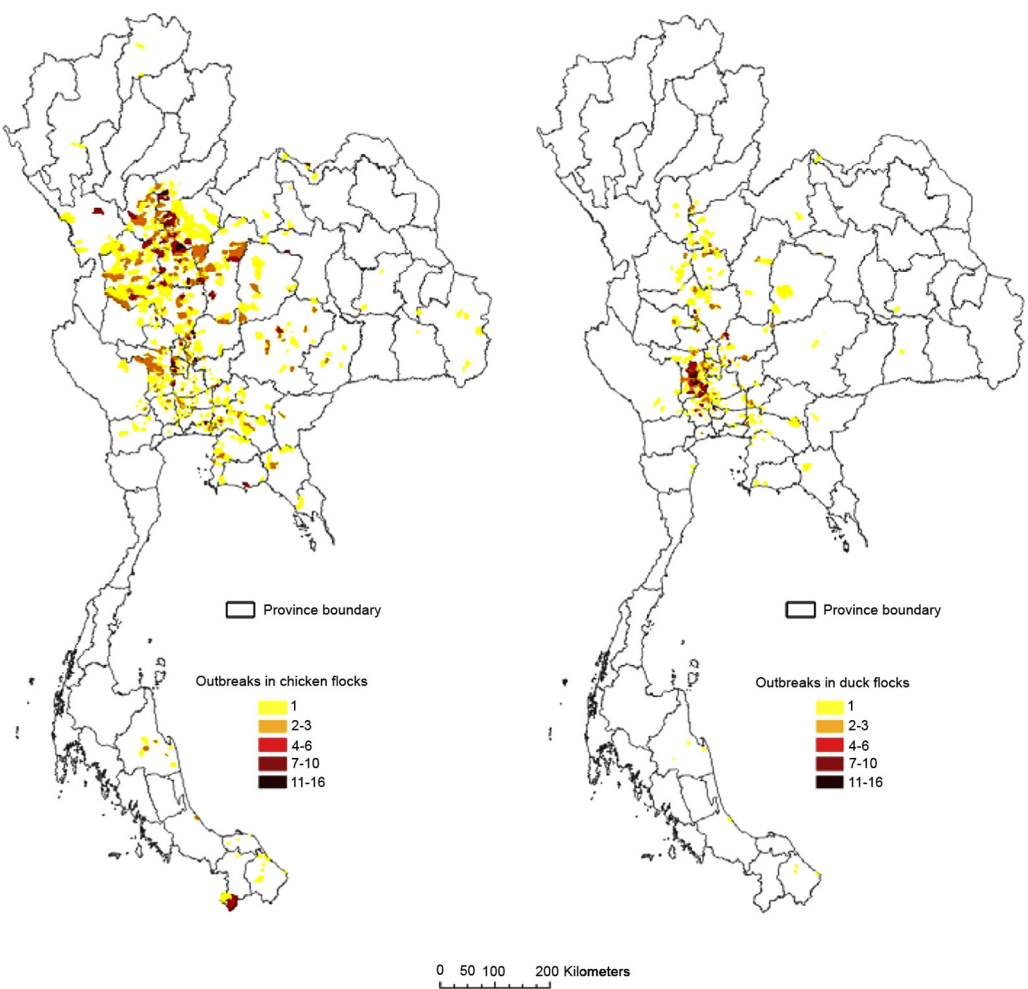 Province boundary
Outbreaks in chicken flocks
1
2-3
4-6
7-10
11-16
Province boundary
Outbreaks in duck flocks
1
2-3
4-6
7-10
11-16
0 50 100 200 Kilometers